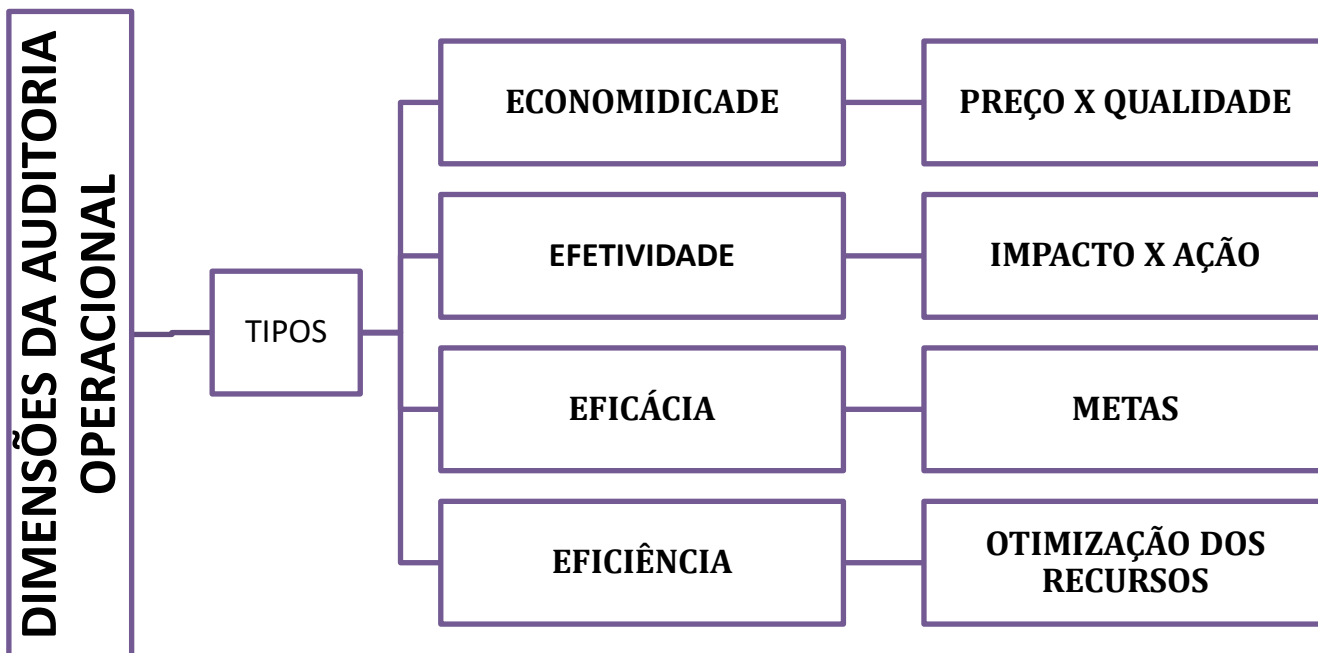 DIMENSÕES DA AUDITORIA
OPERACIONAL
TIPOS
ECONOMIDICADE
PREÇO X QUALIDADE
EFETIVIDADE
IMPACTO X AÇÃO
EFICÁCIA
METAS
EFICIÊNCIA
OTIMIZAÇÃO DOS
RECURSOS